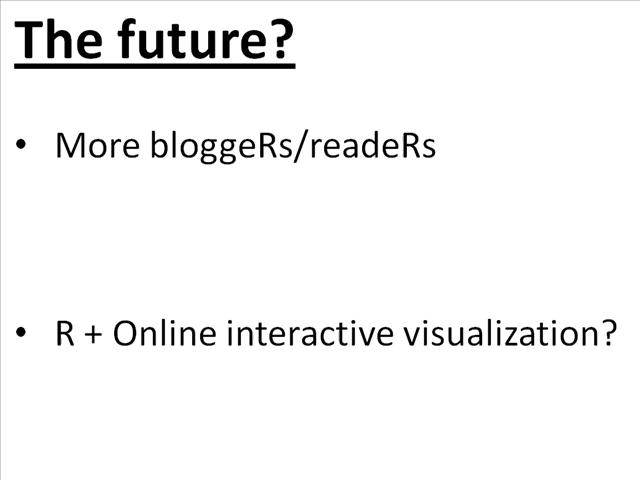 The future?
• More bloggeRs/readeRs
• R + Online interactive visualization?